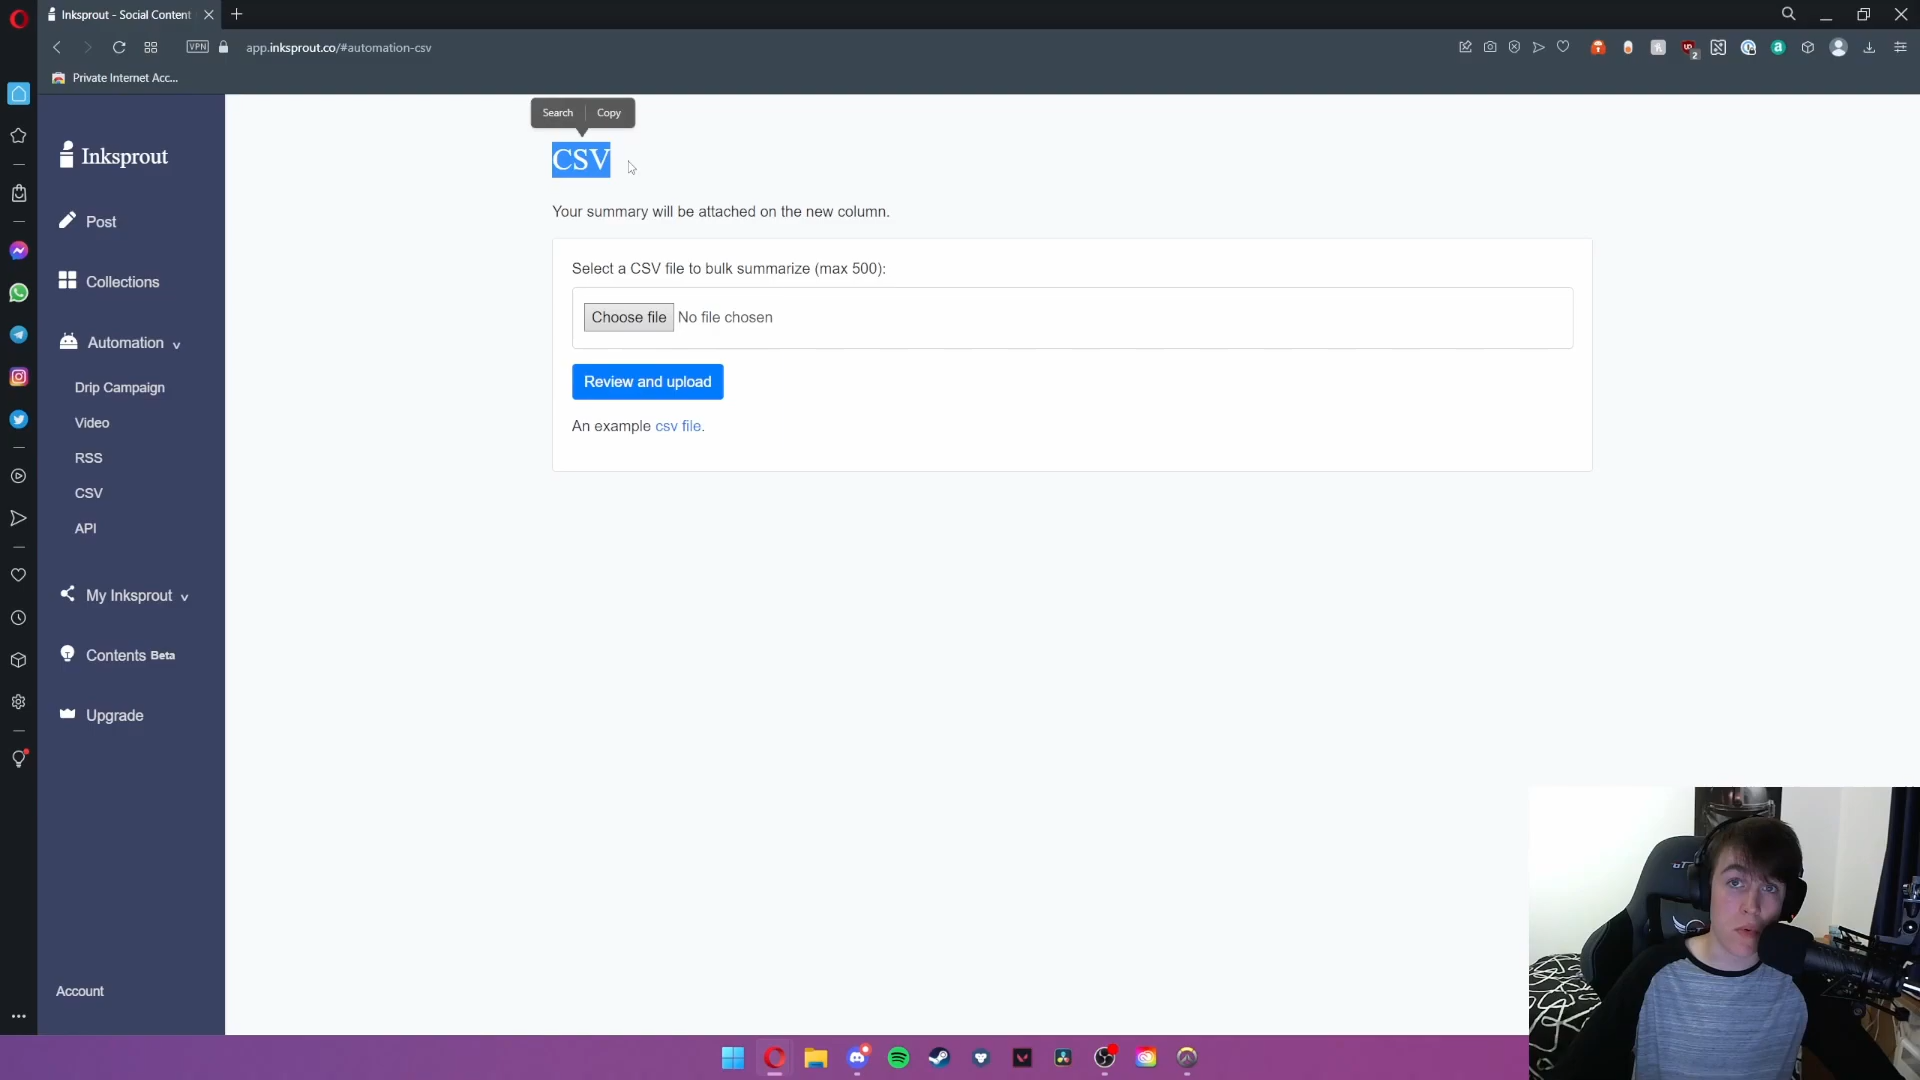 Inksprout - Social Content
VPN
app.inksprout.co/#automation-csv
2
Private Internet Acc...
Search Copy
Inksprout
CSV
Post
Your summary will be attached on the new column.
Collections
Select a CSV file to bulk summarize (max 500):
Choose file No file chosen
Automation
Review and upload
Drip Campaign
An example csv file.
Video
RSS
CSV
API
My Inksprout
Contents Beta
Upgrade
Account